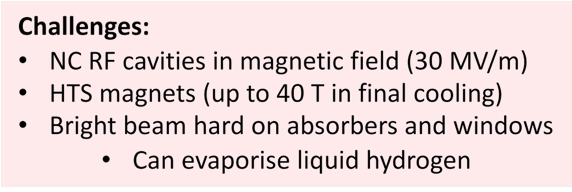 Challenges:
• NC RF cavities in magnetic field (30 MV/m)
• HTS magnets (up to 40 T in final cooling)
• Bright beam hard on absorbers and windows
• Can evaporise liquid hydrogen